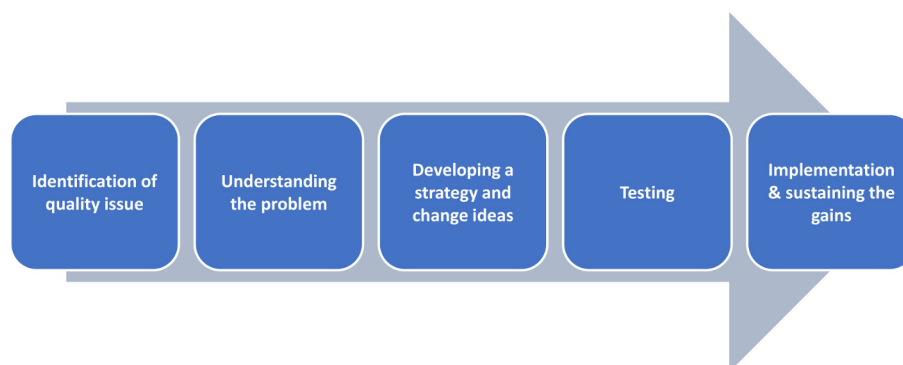 Identification of
quality issue
Understanding
the problem
Developing a
strategy and
change ideas
Testing
Implementation
& sustaining the
gains